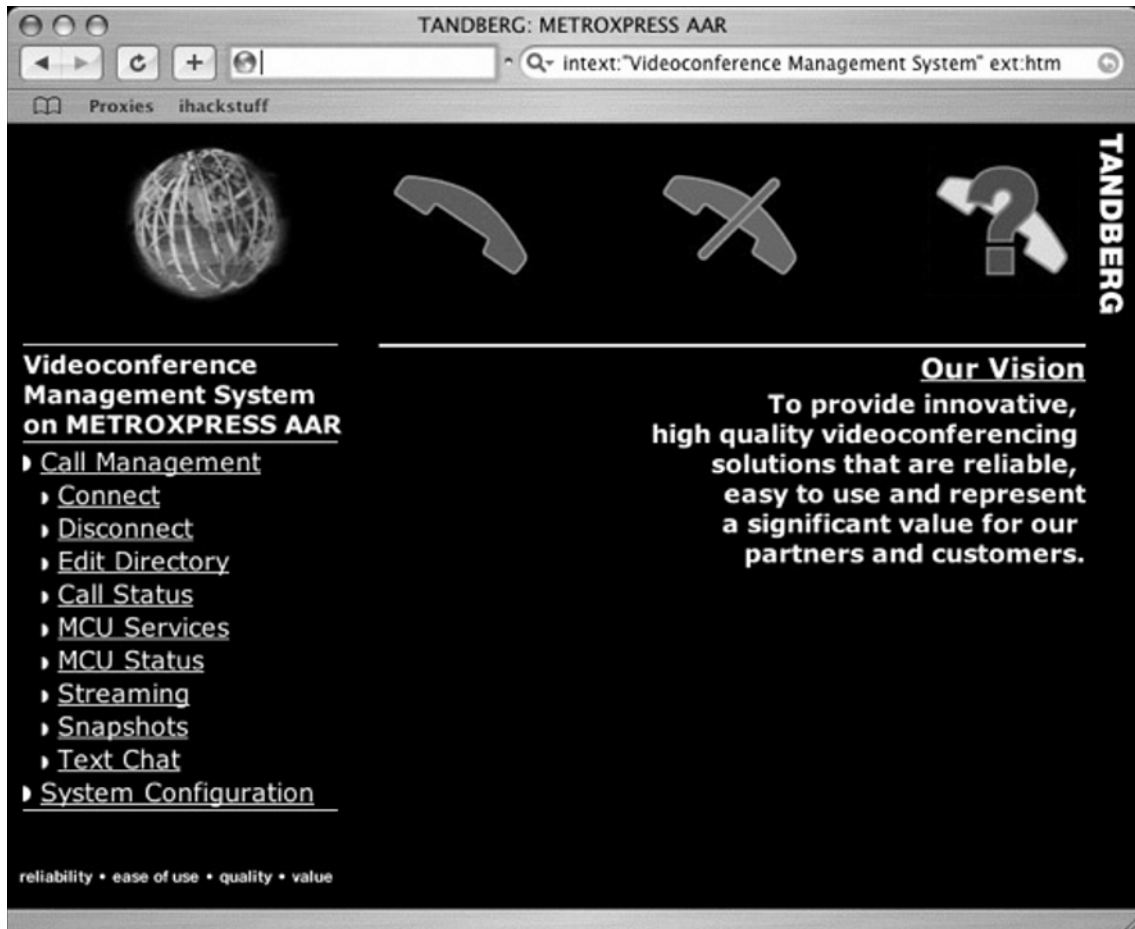 TANDBERG: METROXPRESS AAR
intext:"Videoconference Management System" ext:htm
Proxies ihackstuff
TANDBERG
Videoconference
Management System
on METROXPRESS AAR
Call Management
Connect
Disconnect
Edit Directory
Call Status
MCU Services
MCU Status
Streaming
Snapshots
Text Chat
System Configuration
reliability • ease of use • quality • value
Our Vision
To provide innovative,
high quality videoconferencing
solutions that are reliable,
easy to use and represent
a significant value for our
partners and customers.